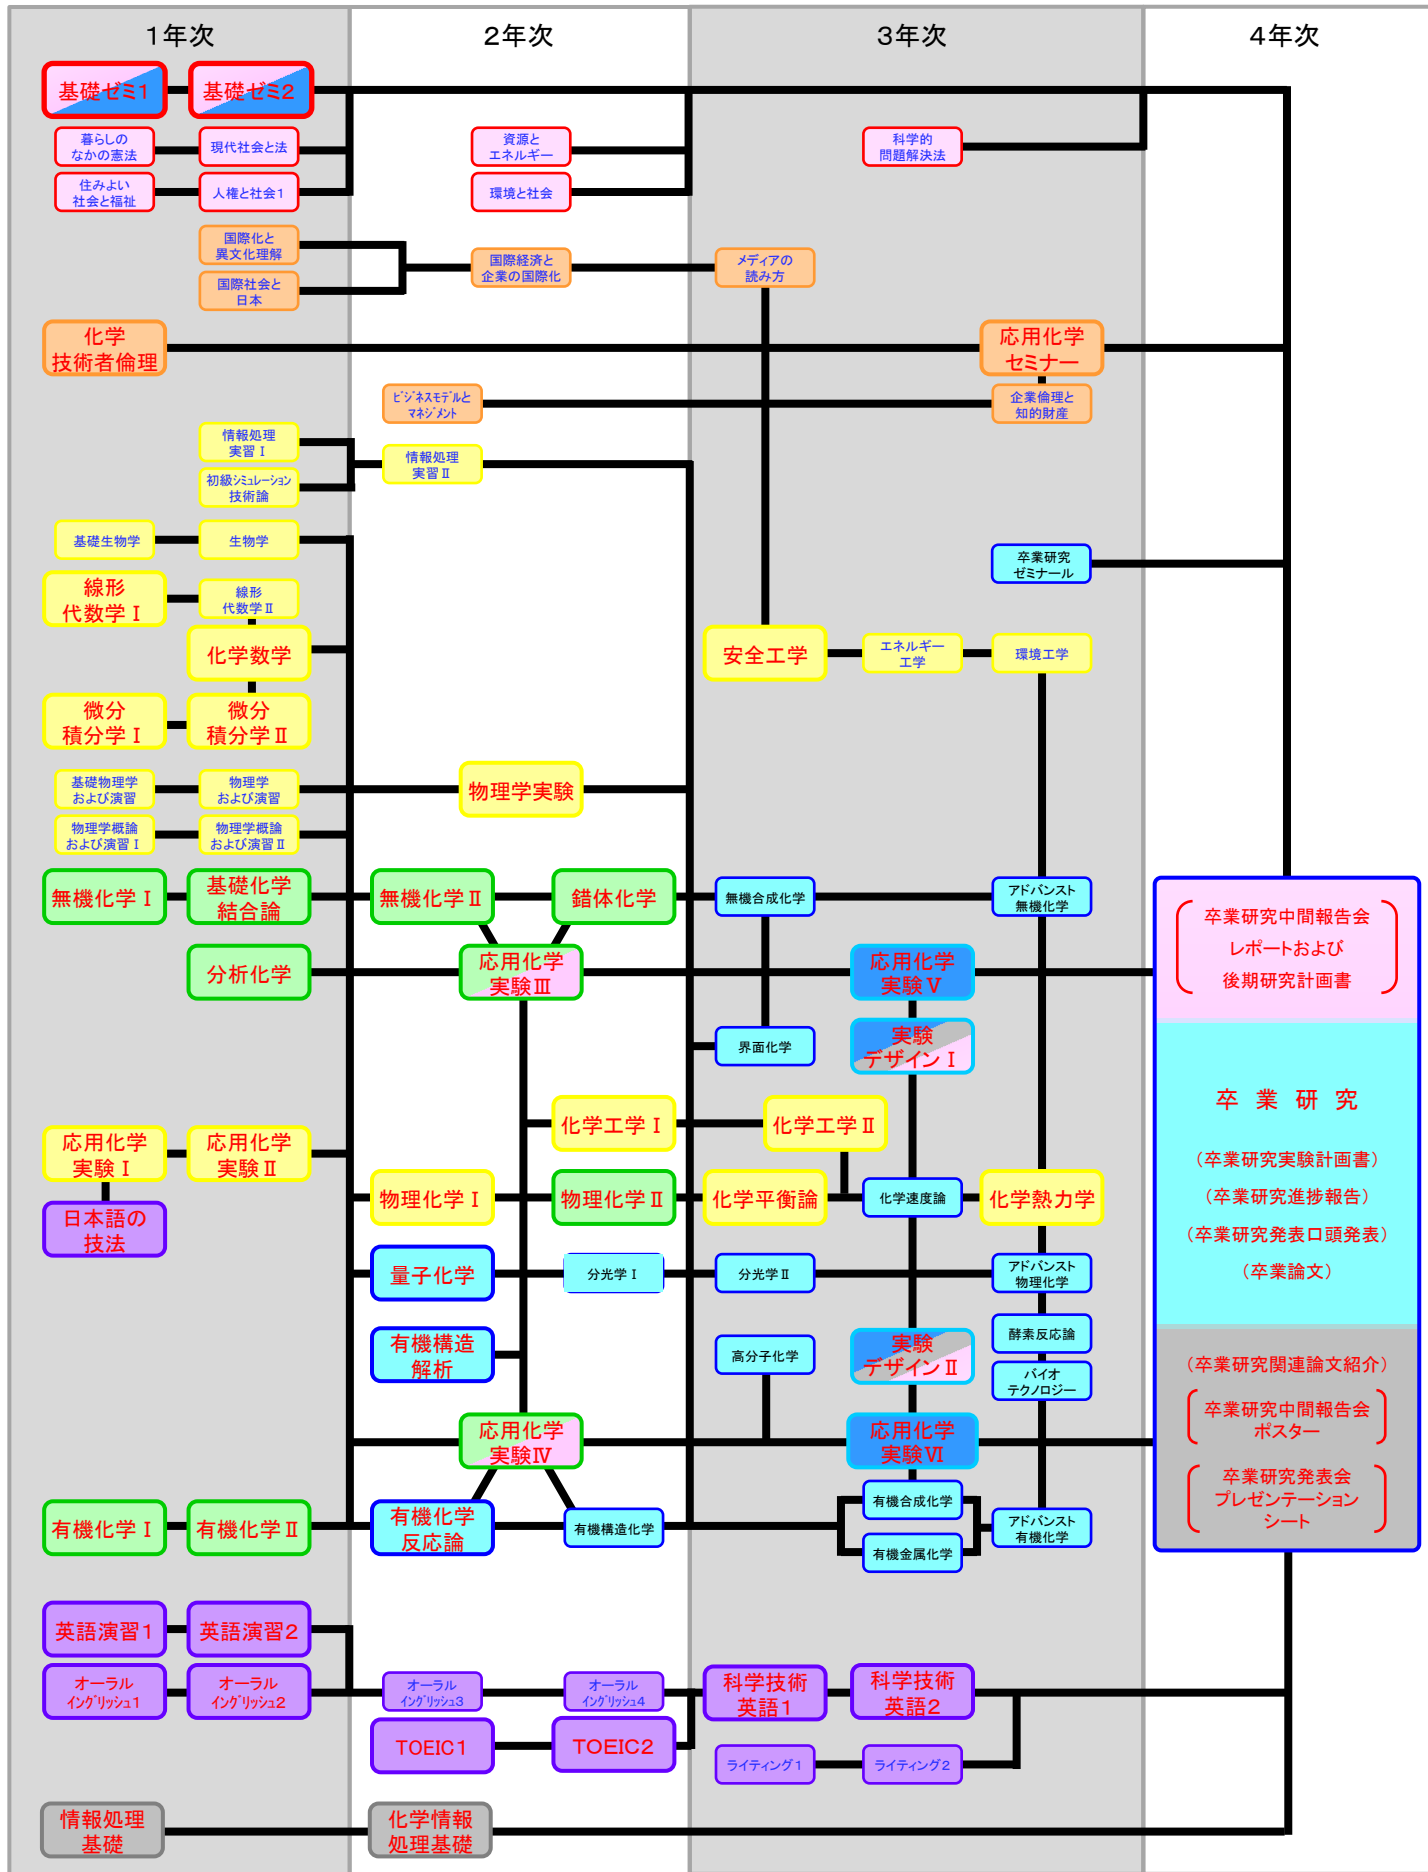 1年次
2年次
3年次
4年次
基礎ゼミ1
基礎ゼミ2
暮らしの
なかの憲法
現代社会と法
資源と
エネルギー
科学的
問題解決法
住みよい
社会と福祉
人権と社会1
環境と社会
国際化と
異文化理解
国際社会と
日本
国際経済と
企業の国際化
メディアの
読み方
化学
技術者倫理
応用化学
セミナー
ビジネスモデルと
マネジメント
企業倫理と
知的財産
情報処理
実習Ⅰ
初級シミュレーション
技術論
情報処理
実習Ⅱ
基礎生物学
生物学
卒業研究
ゼミナール
線形
代数学Ⅰ
線形
代数学Ⅱ
化学数学
安全工学
エネルギー
工学
環境工学
微分
積分学Ⅰ
微分
積分学Ⅱ
基礎物理学
および演習
物理学
および演習
物理学実験
物理学概論
および演習Ⅰ
物理学概論
および演習Ⅱ
無機化学Ⅰ
基礎化学
結合論
無機化学Ⅱ
錯体化学
無機合成化学
アドバンスト
無機化学
分析化学
応用化学
実験Ⅲ
応用化学
実験Ⅴ
界面化学
実験
デザインⅠ
化学工学Ⅰ
化学工学Ⅱ
応用化学
実験Ⅰ
応用化学
実験Ⅱ
日本語の
技法
物理化学Ⅰ
物理化学Ⅱ
化学平衡論
化学速度論
化学熱力学
量子化学
分光学Ⅰ
分光学Ⅱ
アドバンスト
物理化学
有機構造
解析
高分子化学
実験
デザインⅡ
酵素反応論
バイオ
テクノロジー
応用化学
実験Ⅳ
応用化学
実験Ⅵ
有機化学Ⅰ
有機化学Ⅱ
有機化学
反応論
有機構造化学
有機合成化学
有機金属化学
アドバンスト
有機化学
卒業研究中間報告会
レポートおよび
後期研究計画書
卒業研究
(卒業研究実験計画書)
(卒業研究進捗報告)
(卒業研究発表口頭発表)
(卒業論文)
(卒業研究関連論文紹介)
卒業研究中間報告会
ポスター
卒業研究発表会
プレゼンテーション
シート
英語演習1
英語演習2
オーラル
イングリッシュ1
オーラル
イングリッシュ2
オーラル
イングリッシュ3
オーラル
イングリッシュ4
科学技術
英語1
科学技術
英語2
TOEIC1
TOEIC2
ライティング1
ライティング2
情報処理
基礎
化学情報
処理基礎